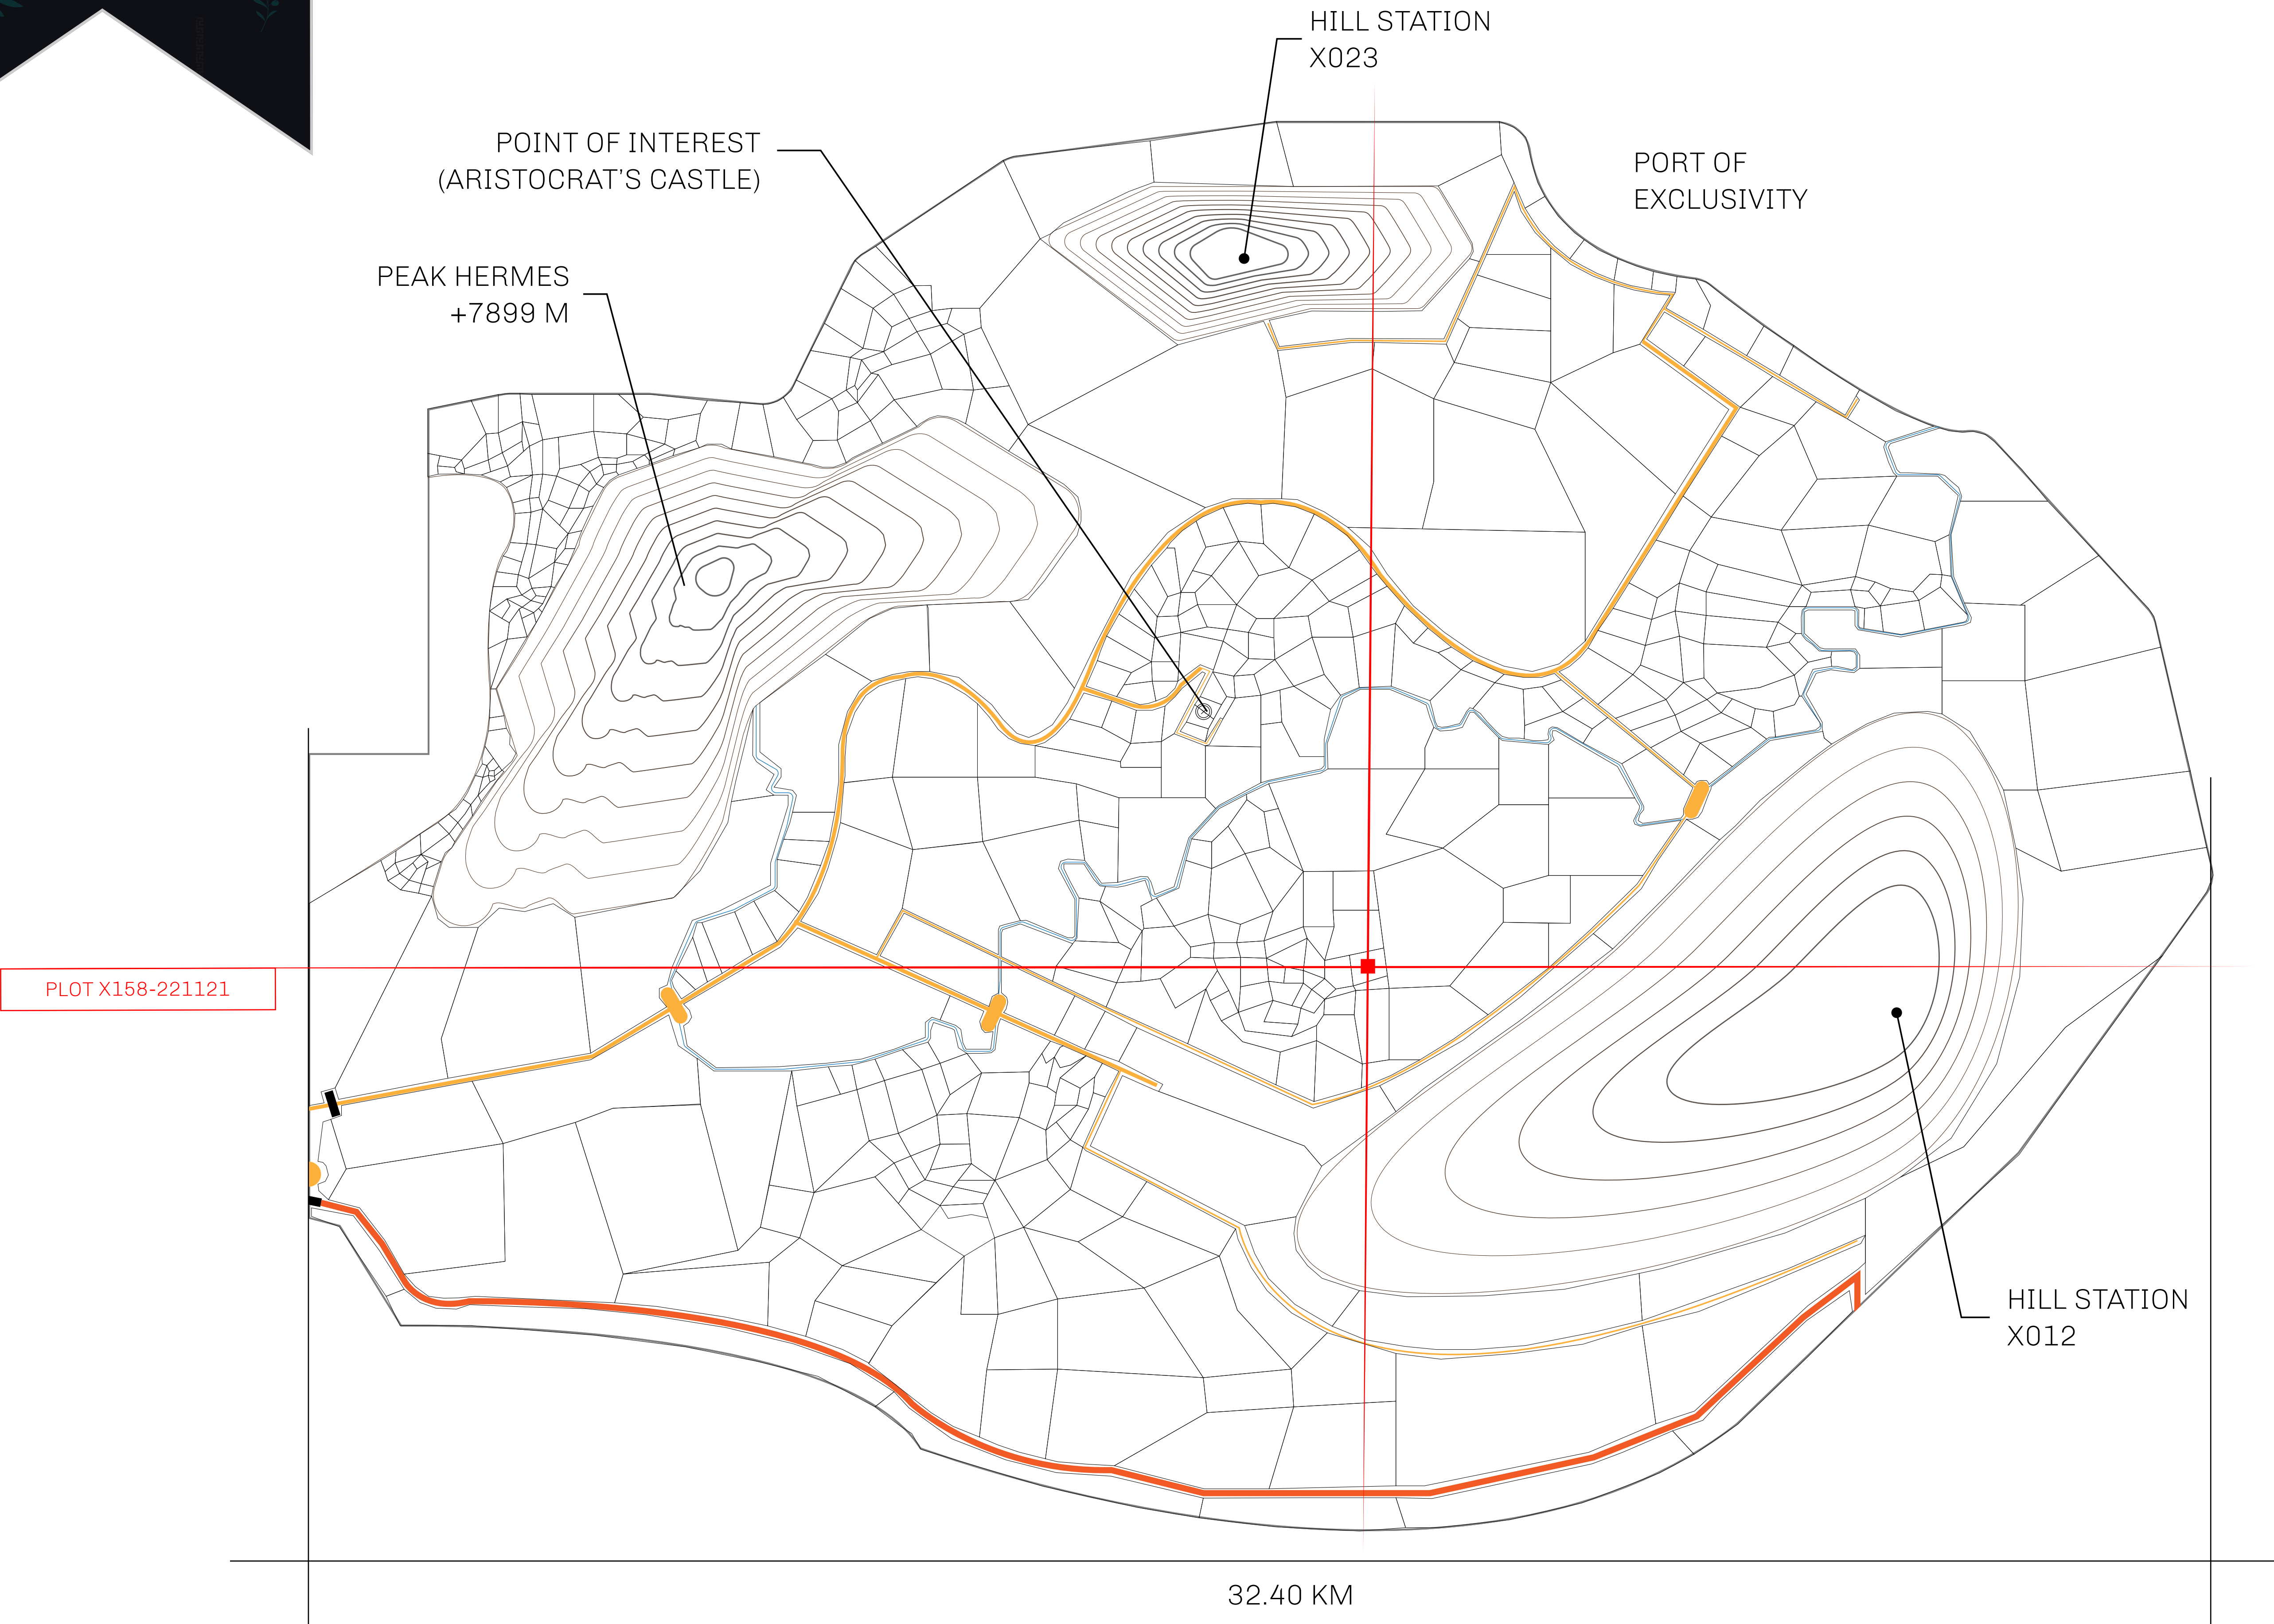 HILL STATION
X023
POINT OF INTEREST
(ARISTOCRAT'S CASTLE)
PORT OF
EXCLUSIVITY
PEAK HERMES
+7899 M
PLOT X158-221121
HILL STATION
X012
32.40 KM